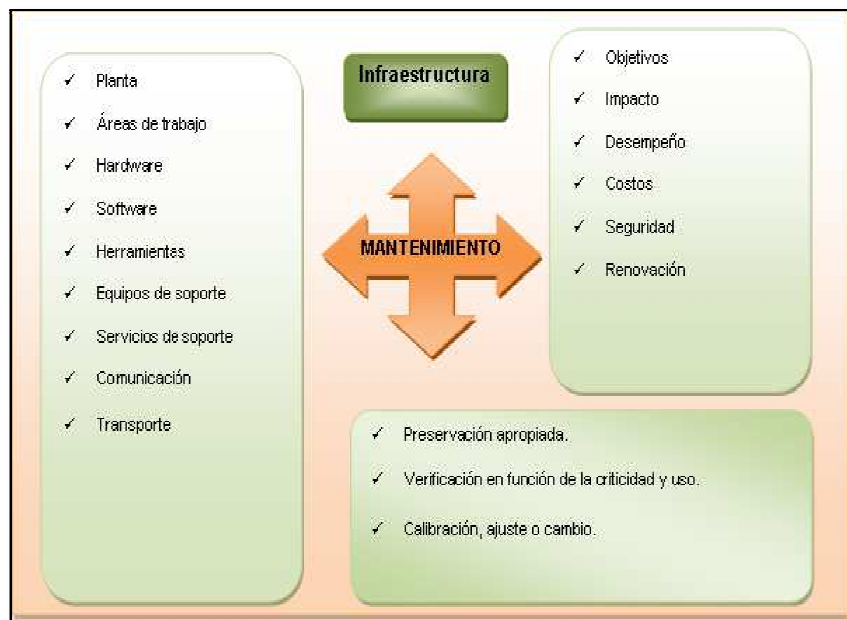 Infraestructura
Planta
Áreas de trabajo
Hardware
Software
Herramientas
Equipos de soporte
Servicios de soporte
Comunicación
Transporte
MANTENIMIENTO
Objetivos
Impacto
Desempeño
Costos
Seguridad
Renovación
Preservación apropiada.
Verificación en función de la criticidad y uso.
Calibración, ajuste o cambio.